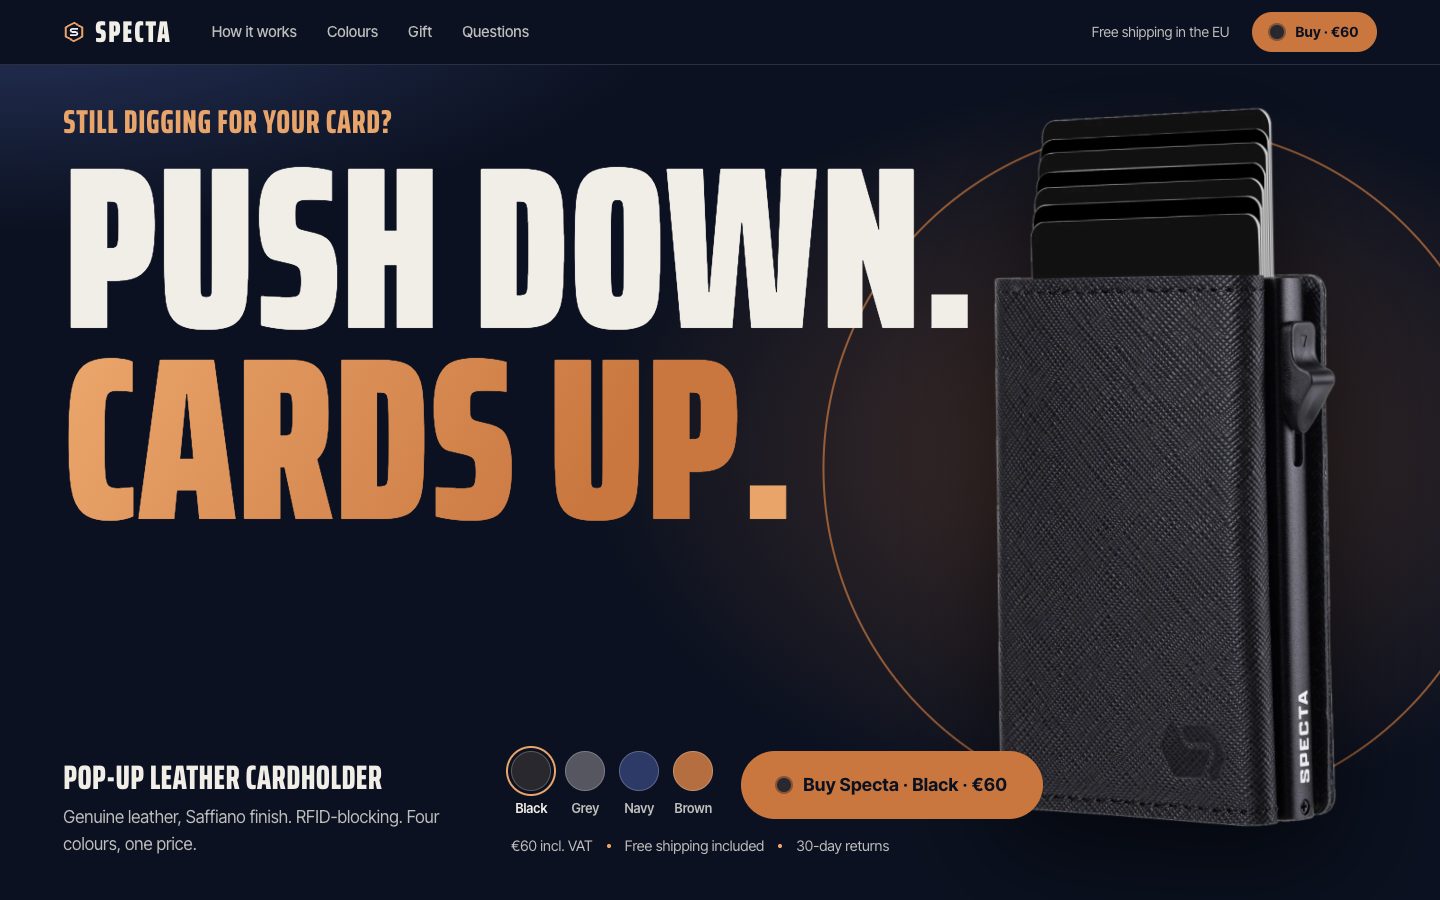 SPECTA
How it works
Colours
Gift
Questions
Free shipping in the EU
Buy · €60
STILL DIGGING FOR YOUR CARD?
PUSH DOWN.
CARDS UP.
7
SPECTA
POP-UP LEATHER CARDHOLDER
Genuine leather, Saffiano finish. RFID-blocking. Four
colours, one price.
Black
Grey
Navy
Brown
Buy Specta · Black · €60
€60 incl. VAT • Free shipping included • 30-day returns